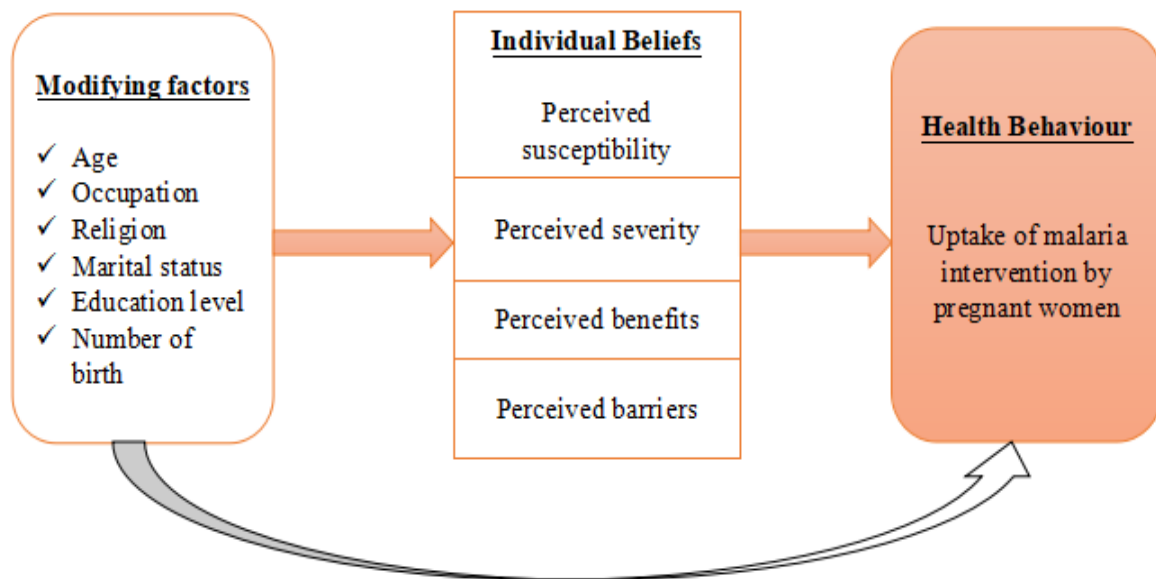 Modifying factors
✓ Age
✓ Occupation
✓ Religion
✓ Marital status
✓ Education level
✓ Number of
birth
Individual Beliefs
Perceived
susceptibility
Perceived severity
Perceived benefits
Perceived barriers
Health Behaviour
Uptake of malaria
intervention by
pregnant women